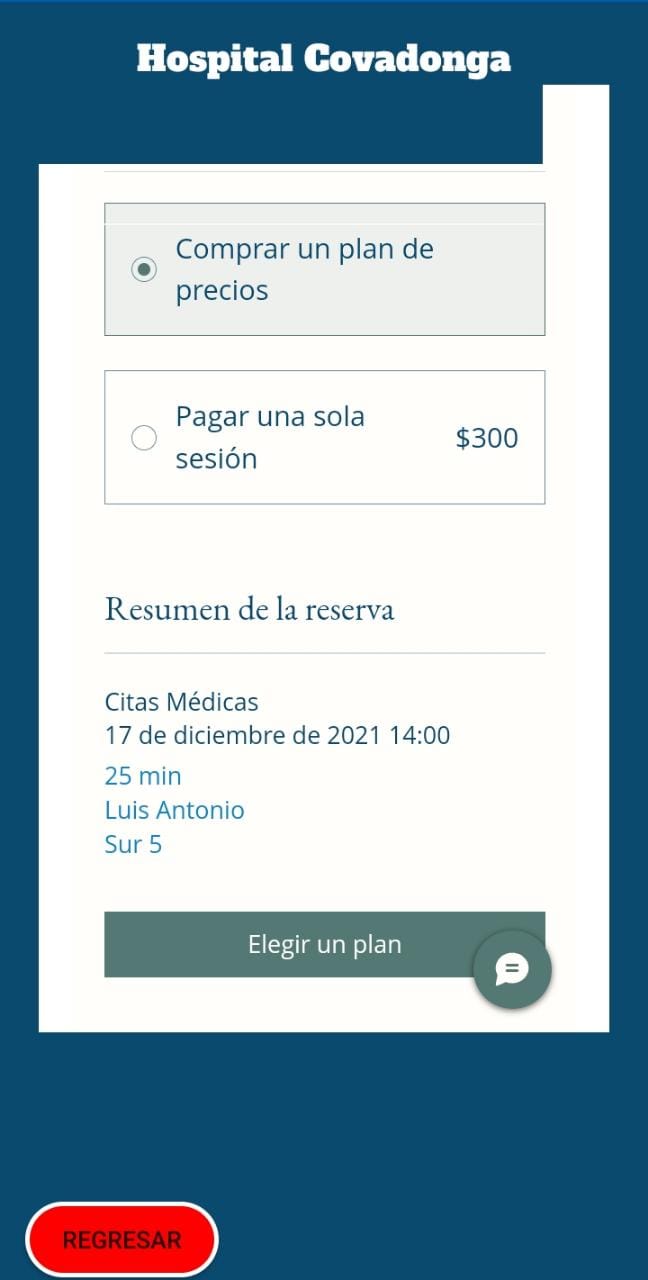 Hospital Covadonga
Comprar un plan de
precios
Pagar una sola
sesión
$300
Resumen de la reserva
Citas Médicas
17 de diciembre de 2021 14:00
25 min
Luis Antonio
Sur 5
Elegir un plan
REGRESAR